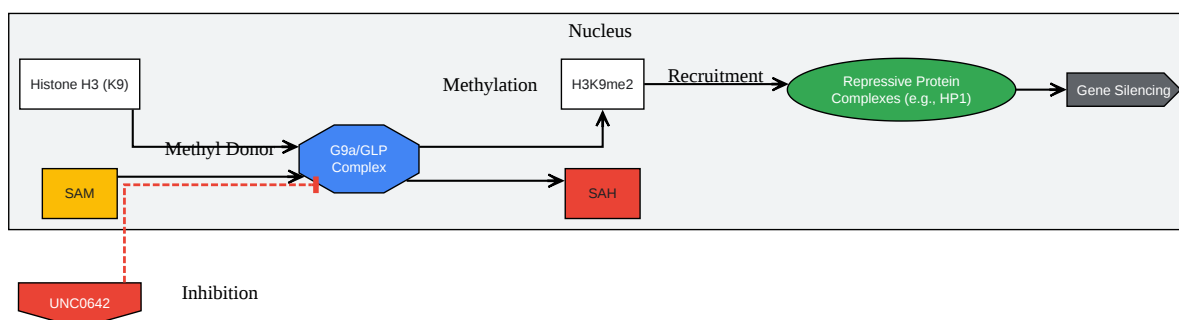 Nucleus
Histone H3 (K9)
Methylation
H3K9me2
Recruitment
Repressive Protein
Complexes (e.g., HP1)
Gene Silencing
Methyl Donor
G9a/GLP
Complex
SAM
SAH
UNC0642
Inhibition